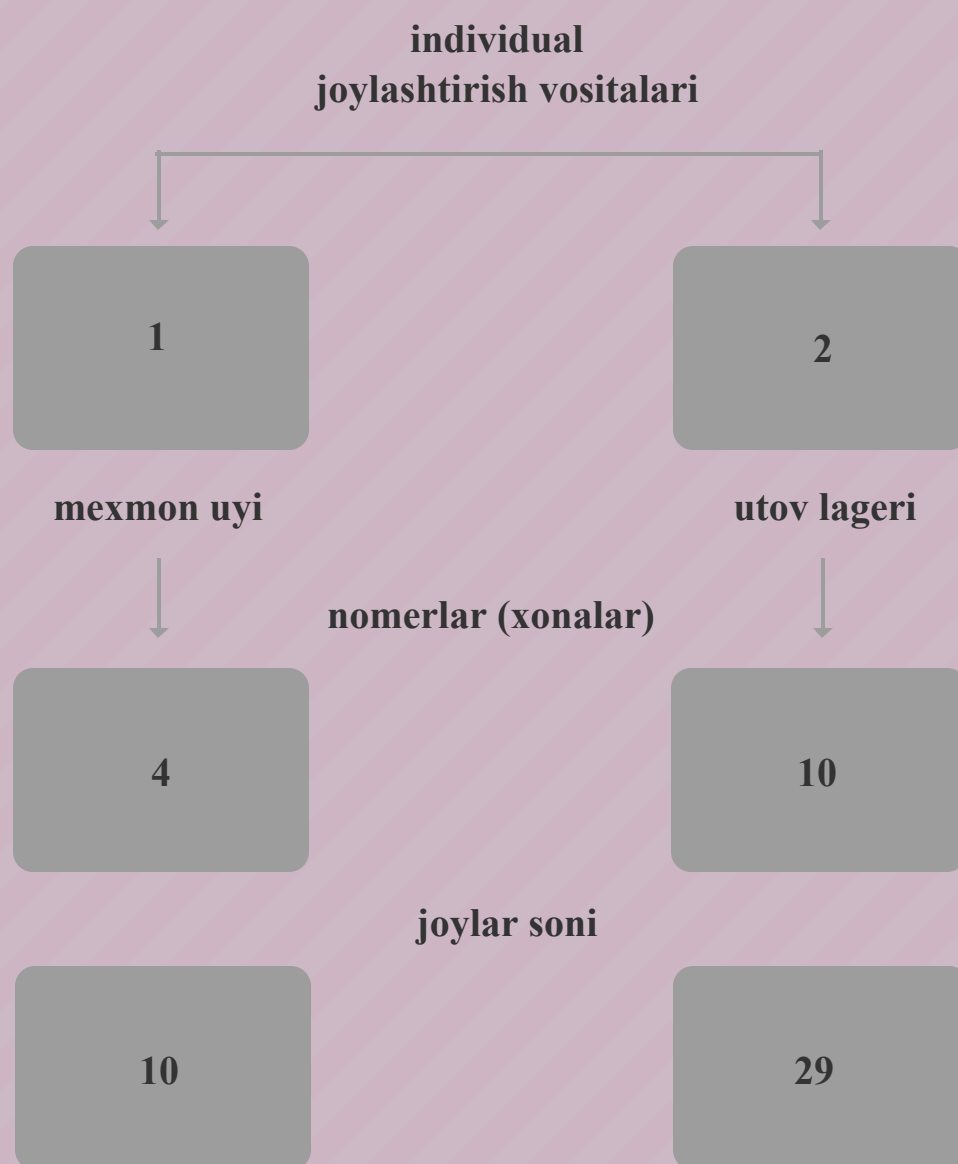 individual
joylashtirish vositalari
1
2
mexmon uyi
utov lageri
nomerlar (xonalar)
4
10
joylar soni
10
29